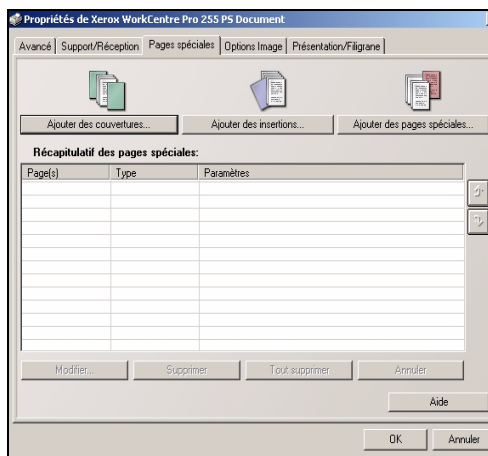 Propriétés de Xerox WorkCentre Pro 255 PS Document
Avancé Support/Réception Pages spéciales Options Image Présentation/Filigrane
Ajouter des couvertures... Ajouter des insertions... Ajouter des pages spéciales...
Récapitulatif des pages spéciales:
Page(s) Type Paramètres
Modifier... Supprimer Tout supprimer Annuler
Aide
OK Annuler